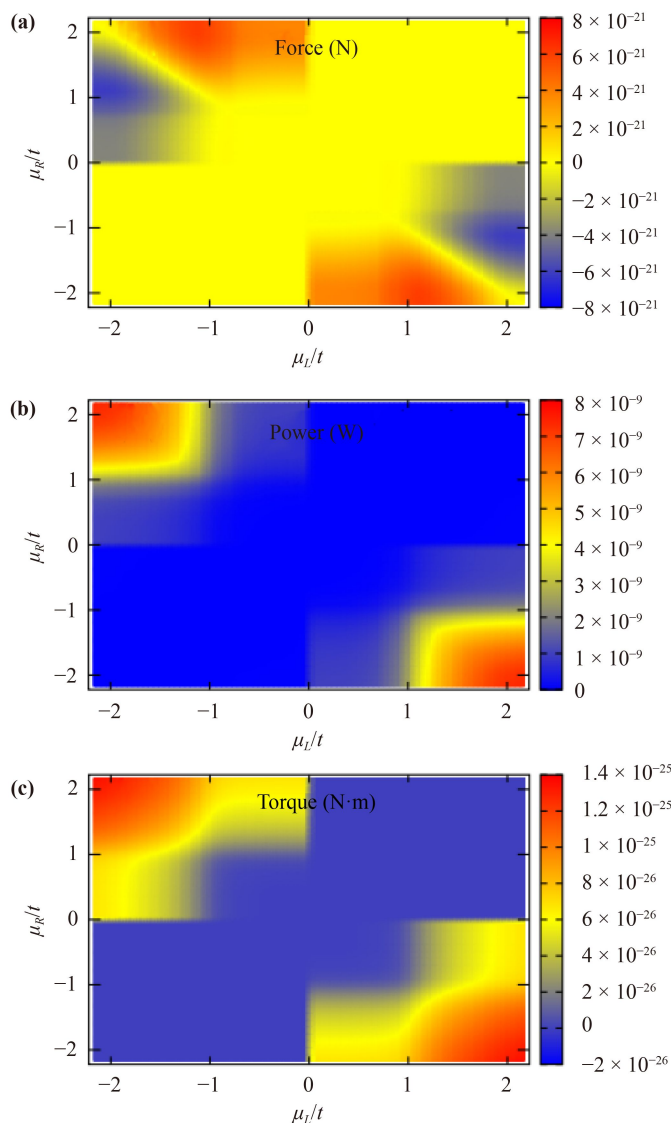 (a)
Force (N)
μR/t
2
1
0
−1
−2
−2
−1
0
1
2
μL/t
8 × 10⁻²¹
6 × 10⁻²¹
4 × 10⁻²¹
2 × 10⁻²¹
0
−2 × 10⁻²¹
−4 × 10⁻²¹
−6 × 10⁻²¹
−8 × 10⁻²¹
(b)
Power (W)
μR/t
2
1
0
−1
−2
−2
−1
0
1
2
μL/t
8 × 10⁻⁹
7 × 10⁻⁹
6 × 10⁻⁹
5 × 10⁻⁹
4 × 10⁻⁹
3 × 10⁻⁹
2 × 10⁻⁹
1 × 10⁻⁹
0
(c)
Torque (N·m)
μR/t
2
1
0
−1
−2
−2
−1
0
1
2
μL/t
1.4 × 10⁻²⁵
1 × 10⁻²⁵
1 × 10⁻²⁵
8 × 10⁻²⁶
6 × 10⁻²⁶
4 × 10⁻²⁶
2 × 10⁻²⁶
0
−2 × 10⁻²⁶